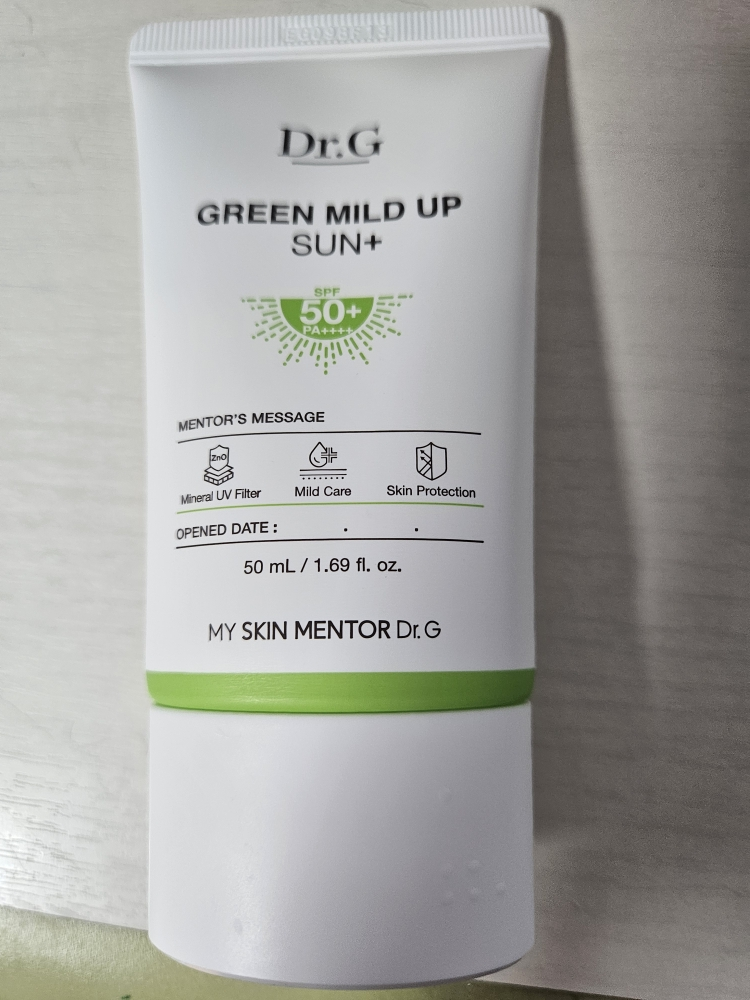 Dr.G
GREEN MILD UP
SUN+
SPF
50+
PA++++
MENTOR'S MESSAGE
ZnO
Mineral UV Filter Mild Care Skin Protection
OPENED DATE : . .
50 mL / 1.69 fl. oz.
MY SKIN MENTOR Dr.G